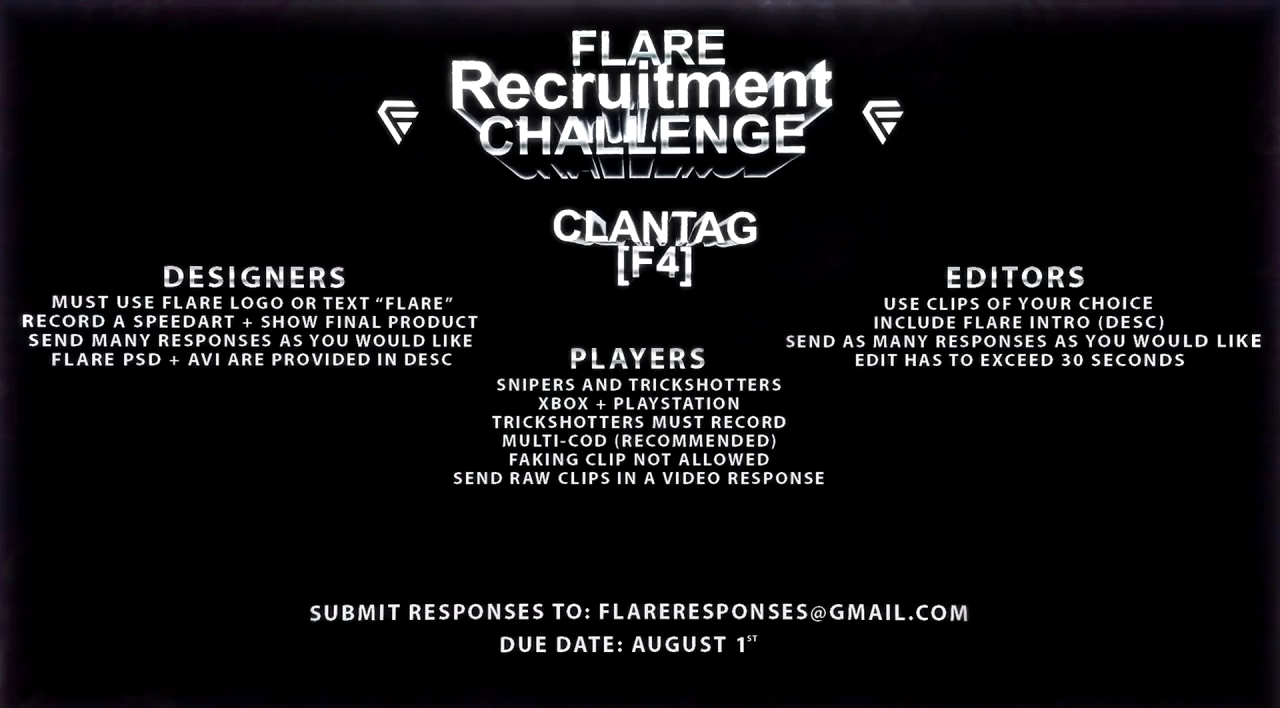 FLARE
Recruitment
CHALLENGE
CLANTAG
[F4]
DESIGNERS
MUST USE FLARE LOGO OR TEXT “FLARE”
RECORD A SPEEDART + SHOW FINAL PRODUCT
SEND MANY RESPONSES AS YOU WOULD LIKE
FLARE PSD + AVI ARE PROVIDED IN DESC
PLAYERS
SNIPERS AND TRICKSHOTTERS
XBOX + PLAYSTATION
TRICKSHOTTERS MUST RECORD
MULTI-COD (RECOMMENDED)
FAKING CLIP NOT ALLOWED
SEND RAW CLIPS IN A VIDEO RESPONSE
EDITORS
USE CLIPS OF YOUR CHOICE
INCLUDE FLARE INTRO (DESC)
SEND AS MANY RESPONSES AS YOU WOULD LIKE
EDIT HAS TO EXCEED 30 SECONDS
SUBMIT RESPONSES TO: FLARERESPONSES@GMAIL.COM
DUE DATE: AUGUST 1ST